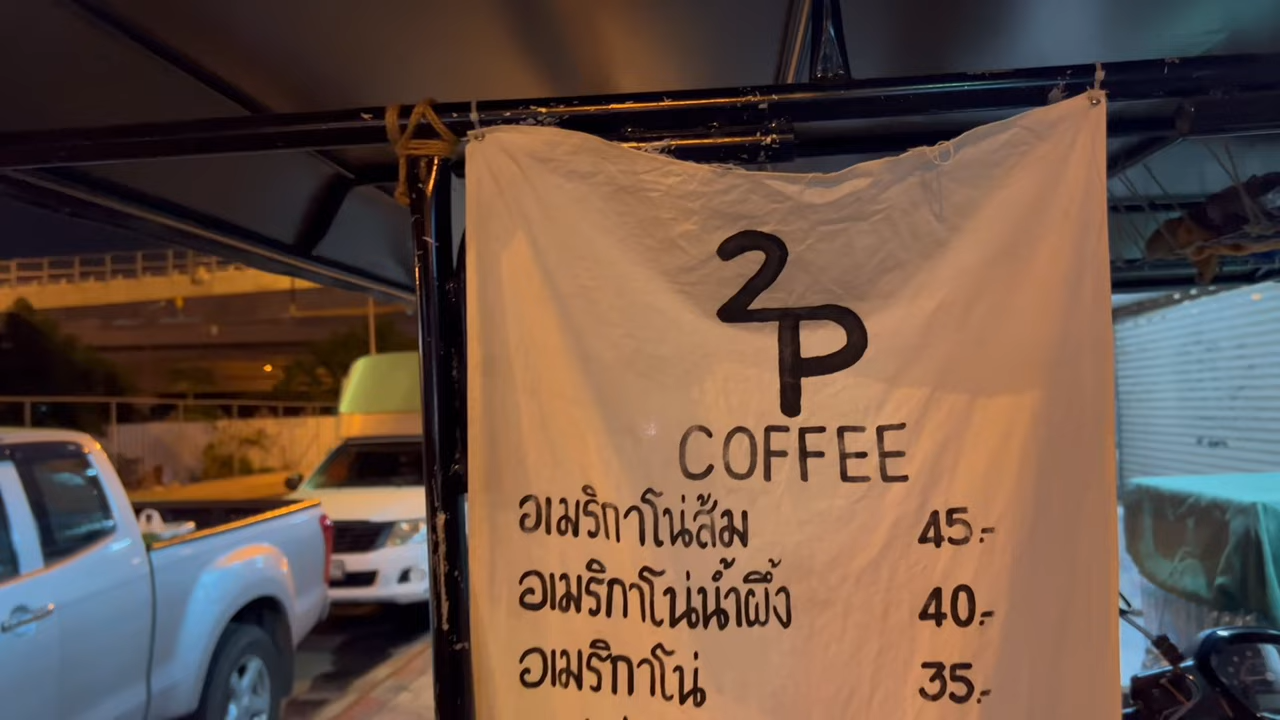 2P
COFFEE
อเมริกาโน่ส้ม 45.-
อเมริกาโน่น้ำผึ้ง 40.-
อเมริกาโน่ 35.-